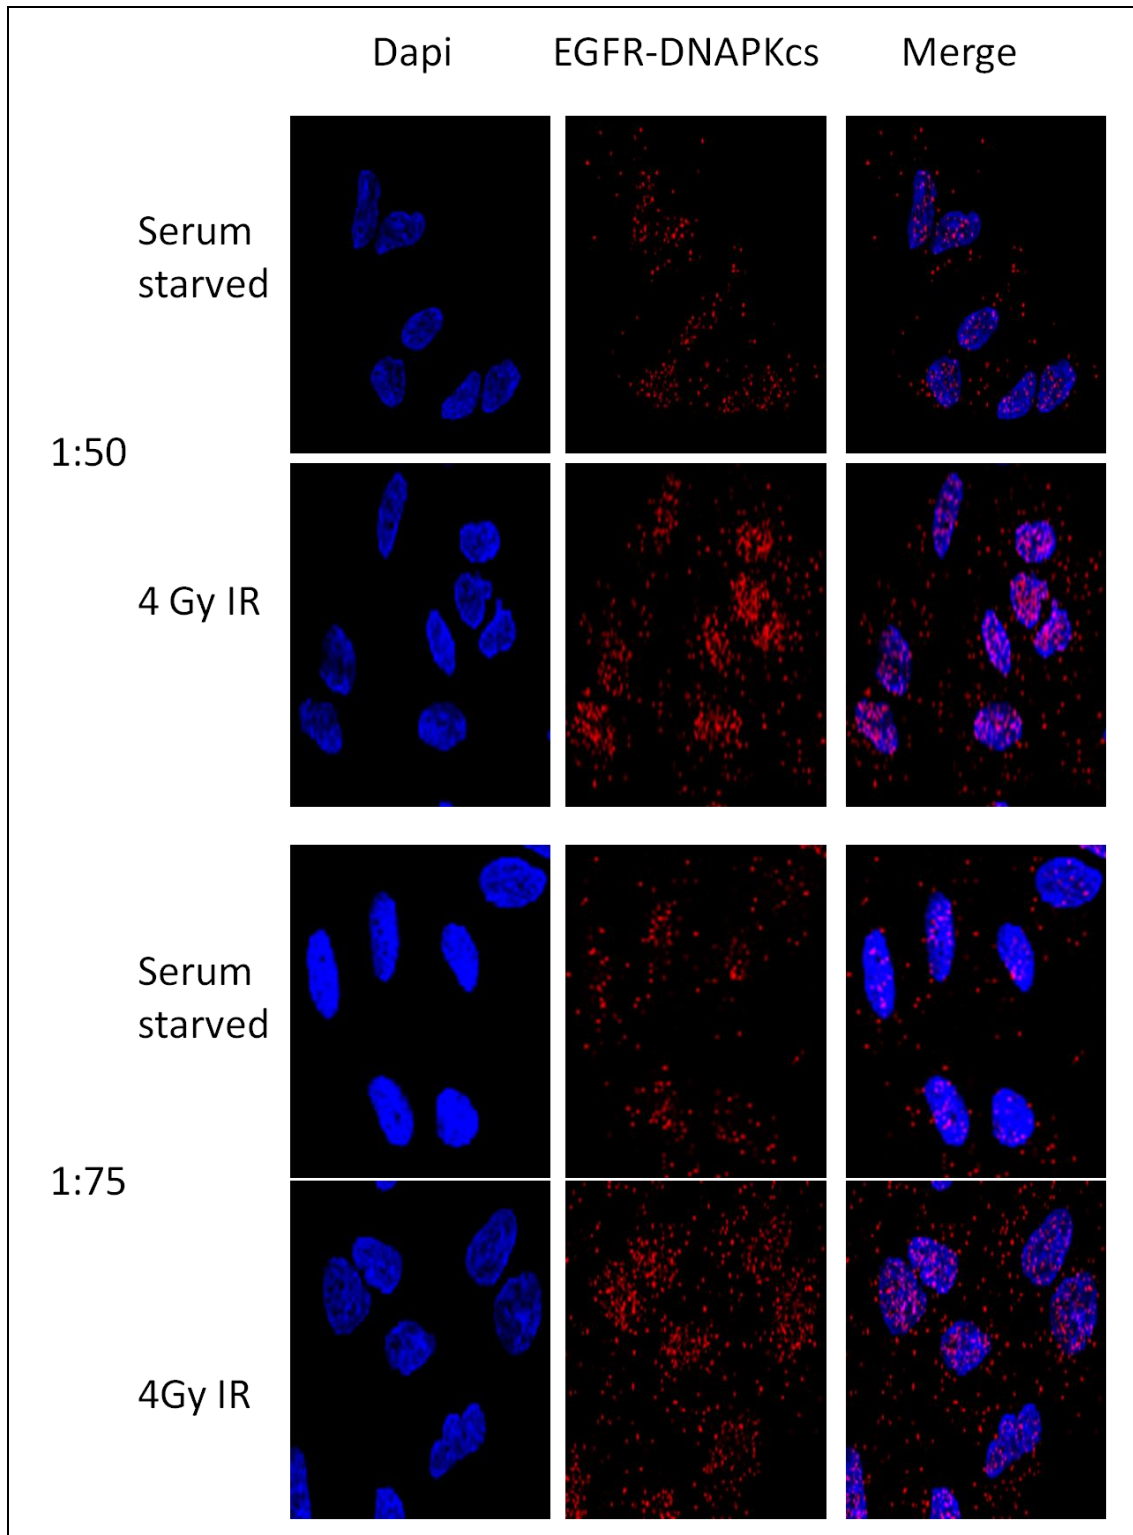 Dapi EGFR-DNAPKcs Merge
Serum
starved
1:50
4 Gy IR
Serum
starved
1:75
4Gy IR